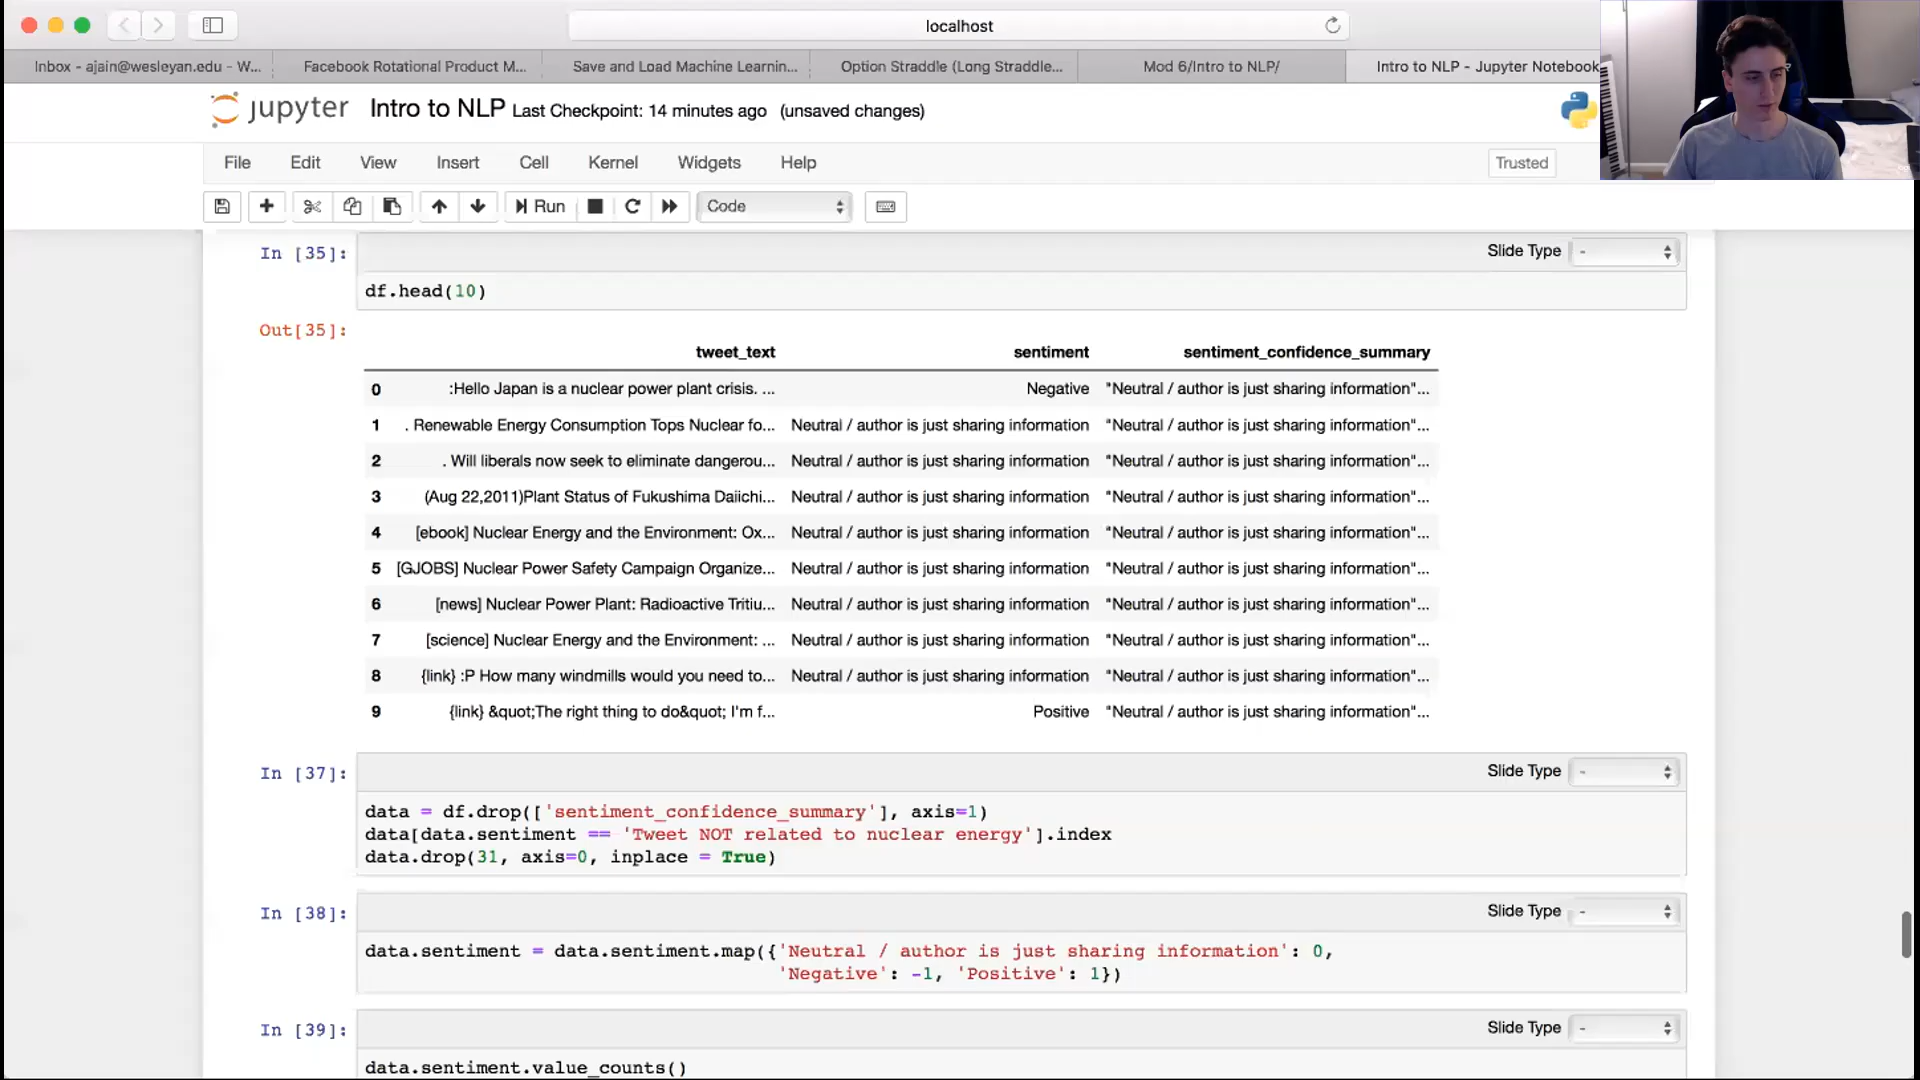 localhost
Inbox - ajain@wesleyan.edu - W...
Facebook Rotational Product M...
Save and Load Machine Learnin...
Option Straddle (Long Straddle...
Mod 6/Intro to NLP/
Intro to NLP - Jupyter Notebook
jupyter Intro to NLP Last Checkpoint: 14 minutes ago (unsaved changes)
File Edit View Insert Cell Kernel Widgets Help Trusted
Run Code
In [35]: Slide Type -
df.head(10)
Out[35]:
tweet_text sentiment sentiment_confidence_summary
0 :Hello Japan is a nuclear power plant crisis. ... Negative "Neutral / author is just sharing information"...
1 . Renewable Energy Consumption Tops Nuclear fo... Neutral / author is just sharing information "Neutral / author is just sharing information"...
2 . Will liberals now seek to eliminate dangerou... Neutral / author is just sharing information "Neutral / author is just sharing information"...
3 (Aug 22,2011)Plant Status of Fukushima Daiichi... Neutral / author is just sharing information "Neutral / author is just sharing information"...
4 [ebook] Nuclear Energy and the Environment: Ox... Neutral / author is just sharing information "Neutral / author is just sharing information"...
5 [GJOBS] Nuclear Power Safety Campaign Organize... Neutral / author is just sharing information "Neutral / author is just sharing information"...
6 [news] Nuclear Power Plant: Radioactive Tritiu... Neutral / author is just sharing information "Neutral / author is just sharing information"...
7 [science] Nuclear Energy and the Environment: ... Neutral / author is just sharing information "Neutral / author is just sharing information"...
8 {link} :P How many windmills would you need to... Neutral / author is just sharing information "Neutral / author is just sharing information"...
9 {link} &quot;The right thing to do&quot; I'm f... Positive "Neutral / author is just sharing information"...
In [37]: Slide Type -
data = df.drop(['sentiment_confidence_summary'], axis=1)
data[data.sentiment == 'Tweet NOT related to nuclear energy'].index
data.drop(31, axis=0, inplace = True)
In [38]: Slide Type -
data.sentiment = data.sentiment.map({'Neutral / author is just sharing information': 0,
'Negative': -1, 'Positive': 1})
In [39]: Slide Type -
data.sentiment.value_counts()